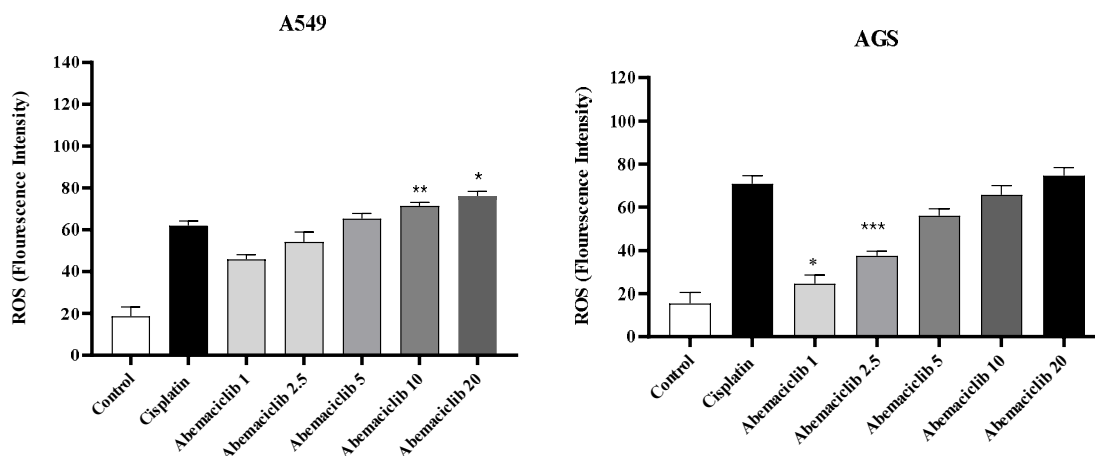 A549
ROS (Flourescence Intensity)
140
120
100
80
60
40
20
0
**
*
Control
Cisplatin
Abemaciclib 1
Abemaciclib 2.5
Abemaciclib 5
Abemaciclib 10
Abemaciclib 20
AGS
ROS (Flourescence Intensity)
120
100
80
60
40
20
0
*
***
Control
Cisplatin
Abemaciclib 1
Abemaciclib 2.5
Abemaciclib 5
Abemaciclib 10
Abemaciclib 20